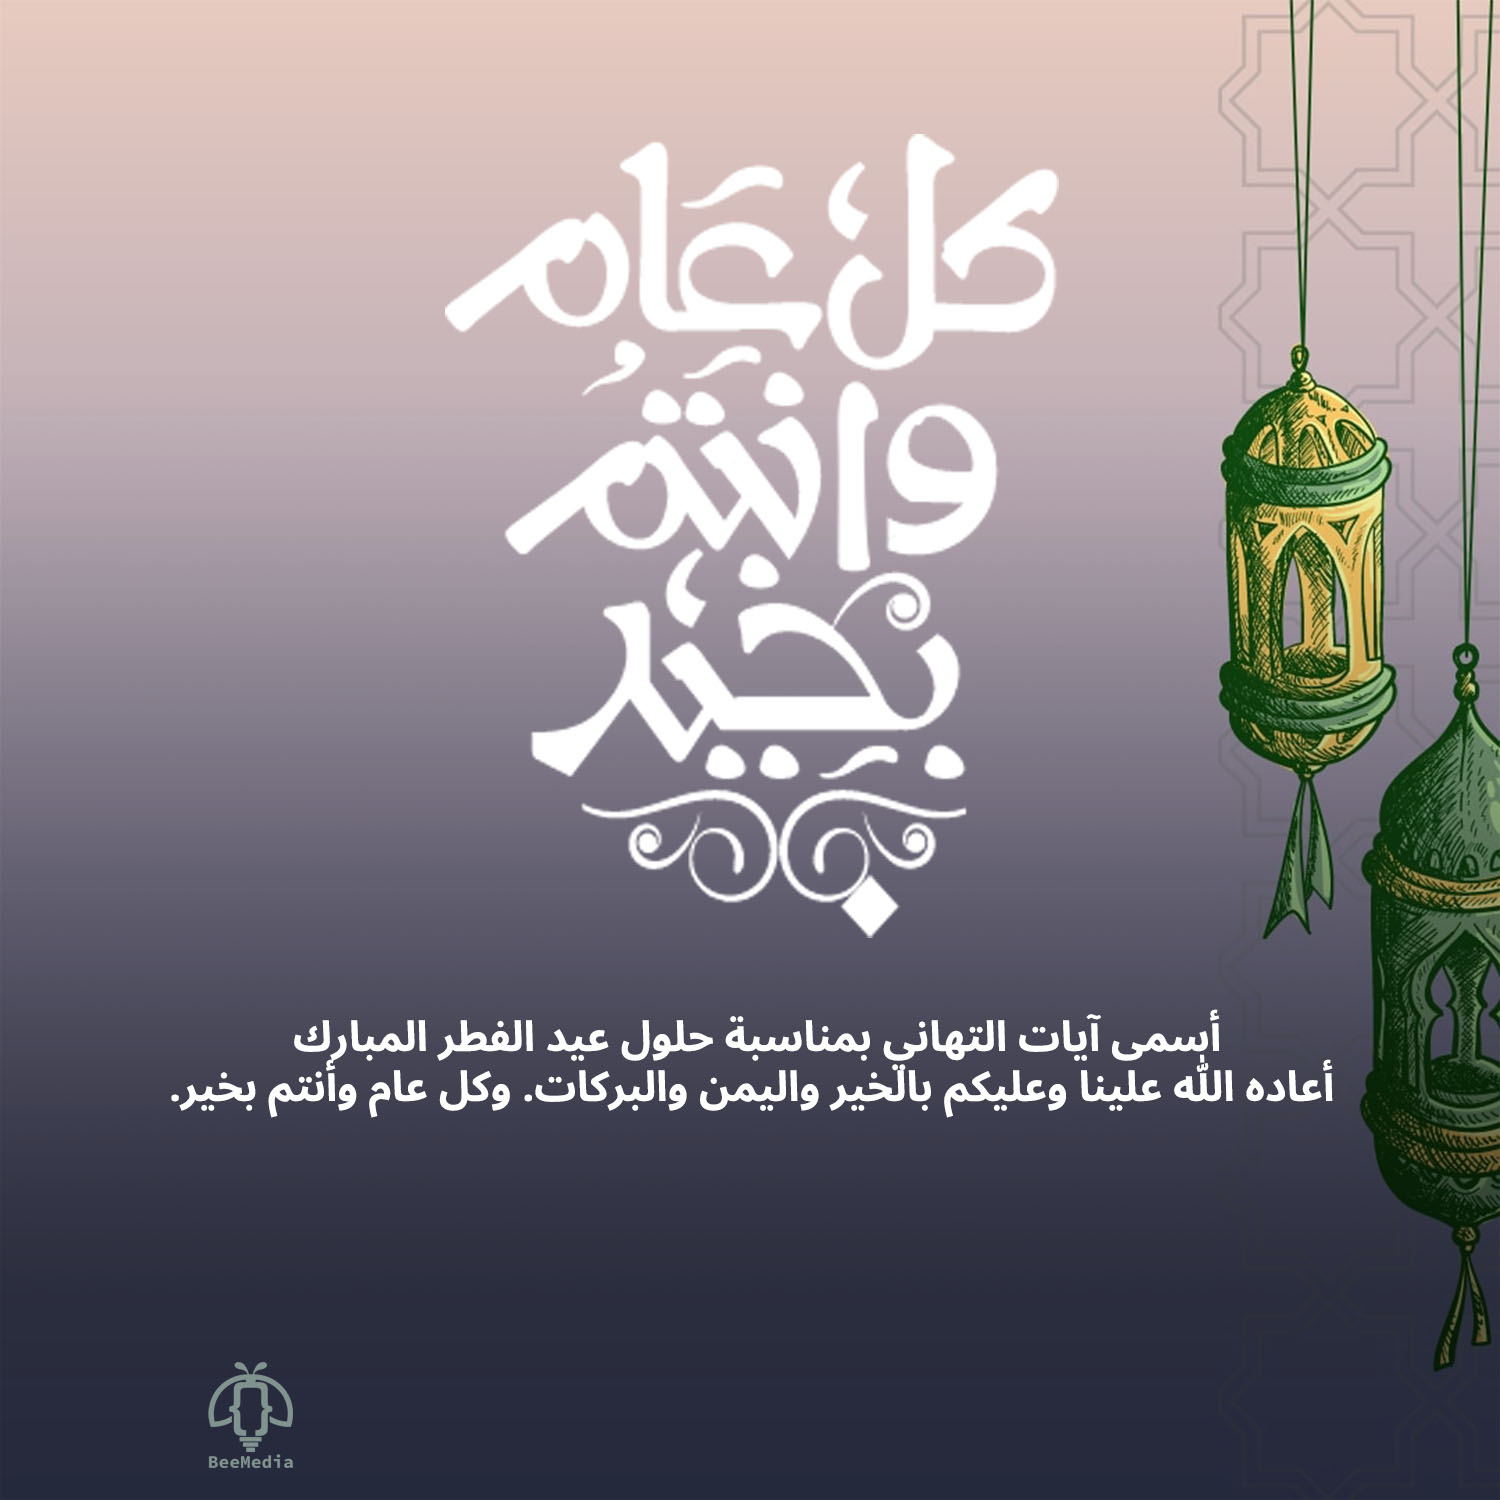 كل عام
وانتم
بخير
أسمى آيات التهاني بمناسبة حلول عيد الفطر المبارك
أعاده الله علينا وعليكم بالخير واليمن والبركات. وكل عام وأنتم بخير.
BeeMedia